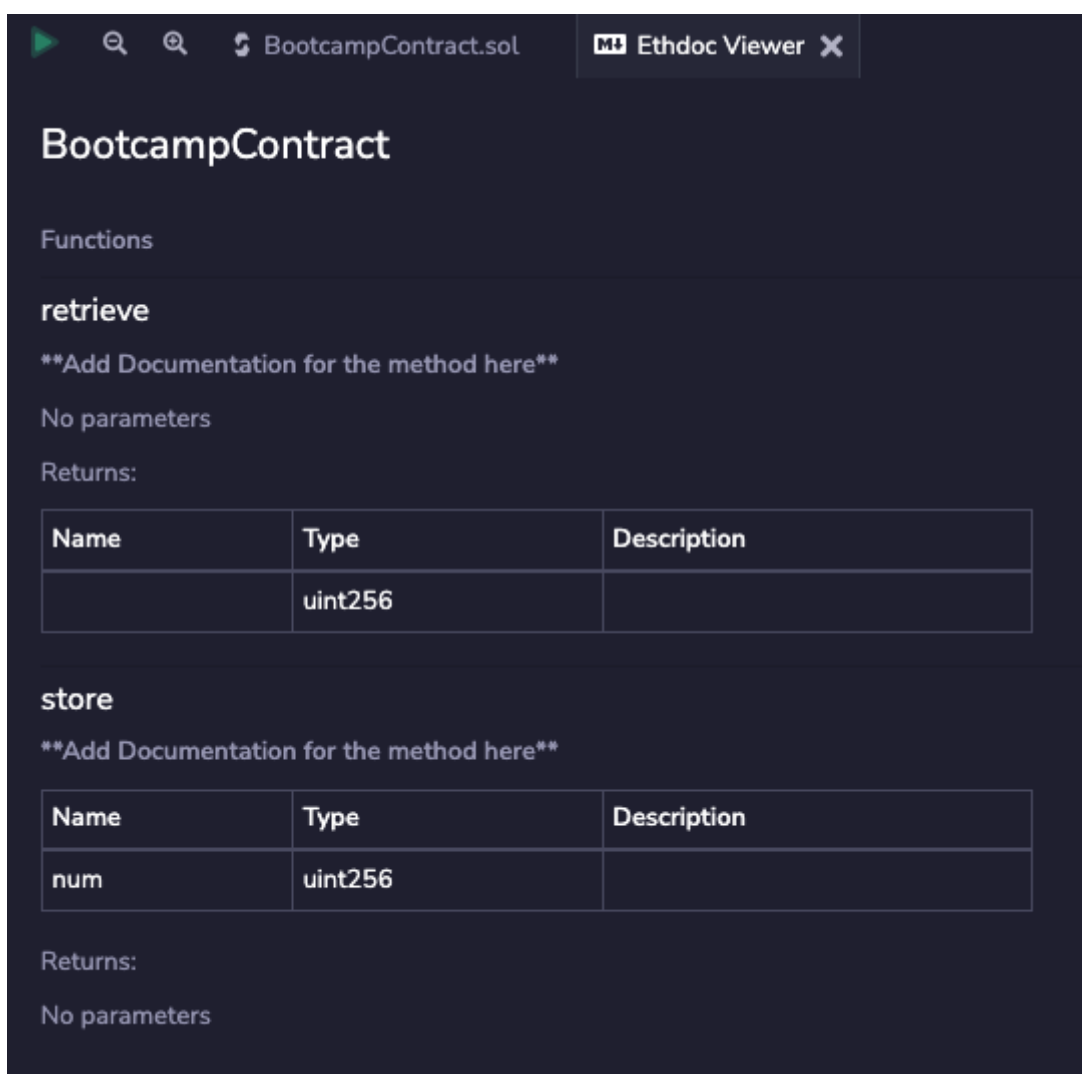 BootcampContract.sol
Ethdoc Viewer
BootcampContract
Functions
retrieve
**Add Documentation for the method here**
No parameters
Returns:
Name Type Description
uint256
store
**Add Documentation for the method here**
Name Type Description
num uint256
Returns:
No parameters